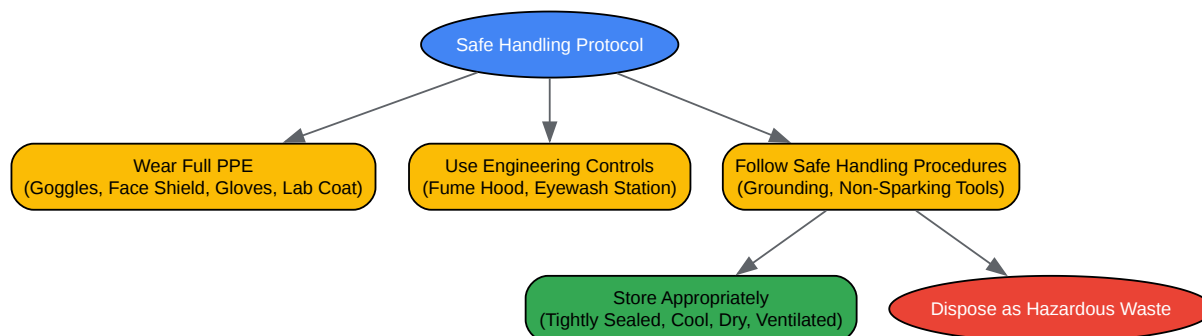 Safe Handling Protocol
Wear Full PPE
(Goggles, Face Shield, Gloves, Lab Coat)
Use Engineering Controls
(Fume Hood, Eyewash Station)
Follow Safe Handling Procedures
(Grounding, Non-Sparking Tools)
Store Appropriately
(Tightly Sealed, Cool, Dry, Ventilated)
Dispose as Hazardous Waste